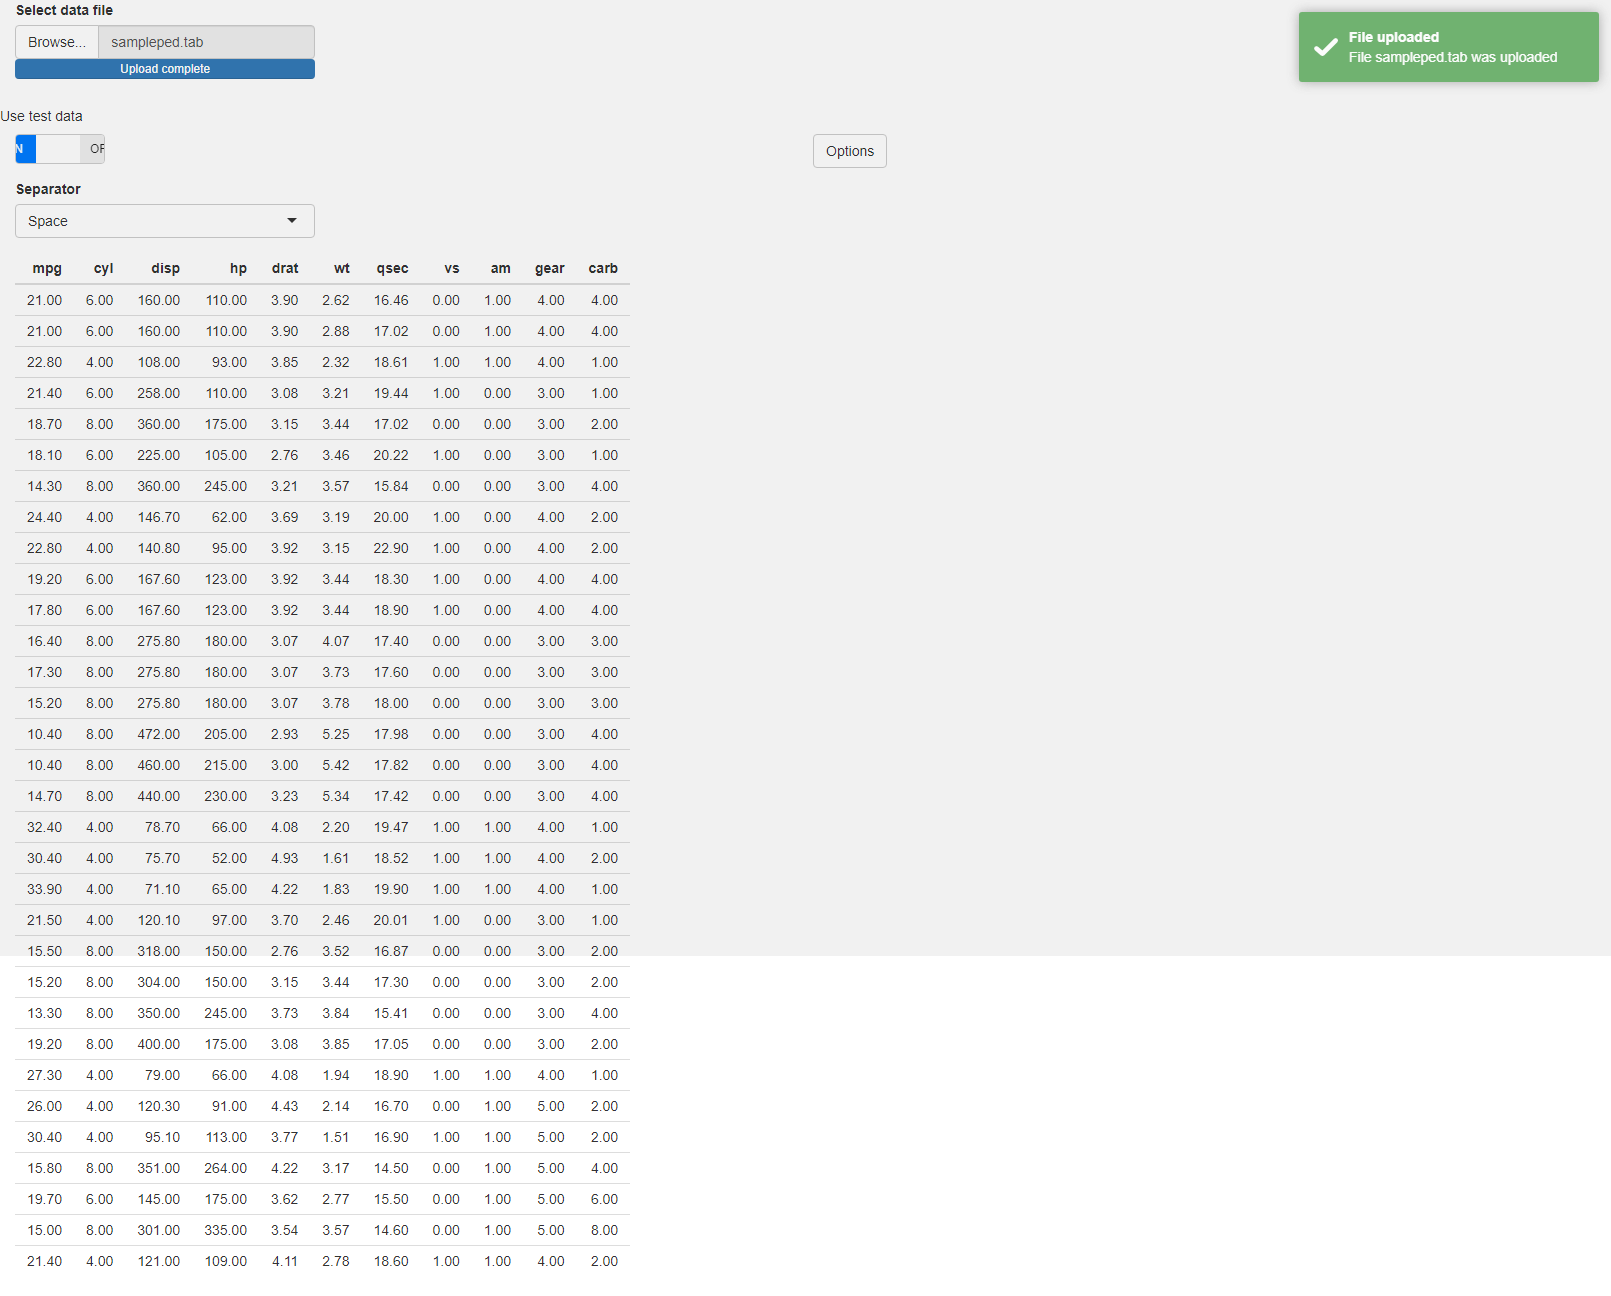 Select data file
Browse... sampleped.tab
Upload complete
File uploaded
File sampleped.tab was uploaded
Use test data
N OF
Options
Separator
Space
mpg cyl disp hp drat wt qsec vs am gear carb
21.00 6.00 160.00 110.00 3.90 2.62 16.46 0.00 1.00 4.00 4.00
21.00 6.00 160.00 110.00 3.90 2.88 17.02 0.00 1.00 4.00 4.00
22.80 4.00 108.00 93.00 3.85 2.32 18.61 1.00 1.00 4.00 1.00
21.40 6.00 258.00 110.00 3.08 3.21 19.44 1.00 0.00 3.00 1.00
18.70 8.00 360.00 175.00 3.15 3.44 17.02 0.00 0.00 3.00 2.00
18.10 6.00 225.00 105.00 2.76 3.46 20.22 1.00 0.00 3.00 1.00
14.30 8.00 360.00 245.00 3.21 3.57 15.84 0.00 0.00 3.00 4.00
24.40 4.00 146.70 62.00 3.69 3.19 20.00 1.00 0.00 4.00 2.00
22.80 4.00 140.80 95.00 3.92 3.15 22.90 1.00 0.00 4.00 2.00
19.20 6.00 167.60 123.00 3.92 3.44 18.30 1.00 0.00 4.00 4.00
17.80 6.00 167.60 123.00 3.92 3.44 18.90 1.00 0.00 4.00 4.00
16.40 8.00 275.80 180.00 3.07 4.07 17.40 0.00 0.00 3.00 3.00
17.30 8.00 275.80 180.00 3.07 3.73 17.60 0.00 0.00 3.00 3.00
15.20 8.00 275.80 180.00 3.07 3.78 18.00 0.00 0.00 3.00 3.00
10.40 8.00 472.00 205.00 2.93 5.25 17.98 0.00 0.00 3.00 4.00
10.40 8.00 460.00 215.00 3.00 5.42 17.82 0.00 0.00 3.00 4.00
14.70 8.00 440.00 230.00 3.23 5.34 17.42 0.00 0.00 3.00 4.00
32.40 4.00 78.70 66.00 4.08 2.20 19.47 1.00 1.00 4.00 1.00
30.40 4.00 75.70 52.00 4.93 1.61 18.52 1.00 1.00 4.00 2.00
33.90 4.00 71.10 65.00 4.22 1.83 19.90 1.00 1.00 4.00 1.00
21.50 4.00 120.10 97.00 3.70 2.46 20.01 1.00 0.00 3.00 1.00
15.50 8.00 318.00 150.00 2.76 3.52 16.87 0.00 0.00 3.00 2.00
15.20 8.00 304.00 150.00 3.15 3.44 17.30 0.00 0.00 3.00 2.00
13.30 8.00 350.00 245.00 3.73 3.84 15.41 0.00 0.00 3.00 4.00
19.20 8.00 400.00 175.00 3.08 3.85 17.05 0.00 0.00 3.00 2.00
27.30 4.00 79.00 66.00 4.08 1.94 18.90 1.00 1.00 4.00 1.00
26.00 4.00 120.30 91.00 4.43 2.14 16.70 0.00 1.00 5.00 2.00
30.40 4.00 95.10 113.00 3.77 1.51 16.90 1.00 1.00 5.00 2.00
15.80 8.00 351.00 264.00 4.22 3.17 14.50 0.00 1.00 5.00 4.00
19.70 6.00 145.00 175.00 3.62 2.77 15.50 0.00 1.00 5.00 6.00
15.00 8.00 301.00 335.00 3.54 3.57 14.60 0.00 1.00 5.00 8.00
21.40 4.00 121.00 109.00 4.11 2.78 18.60 1.00 1.00 4.00 2.00